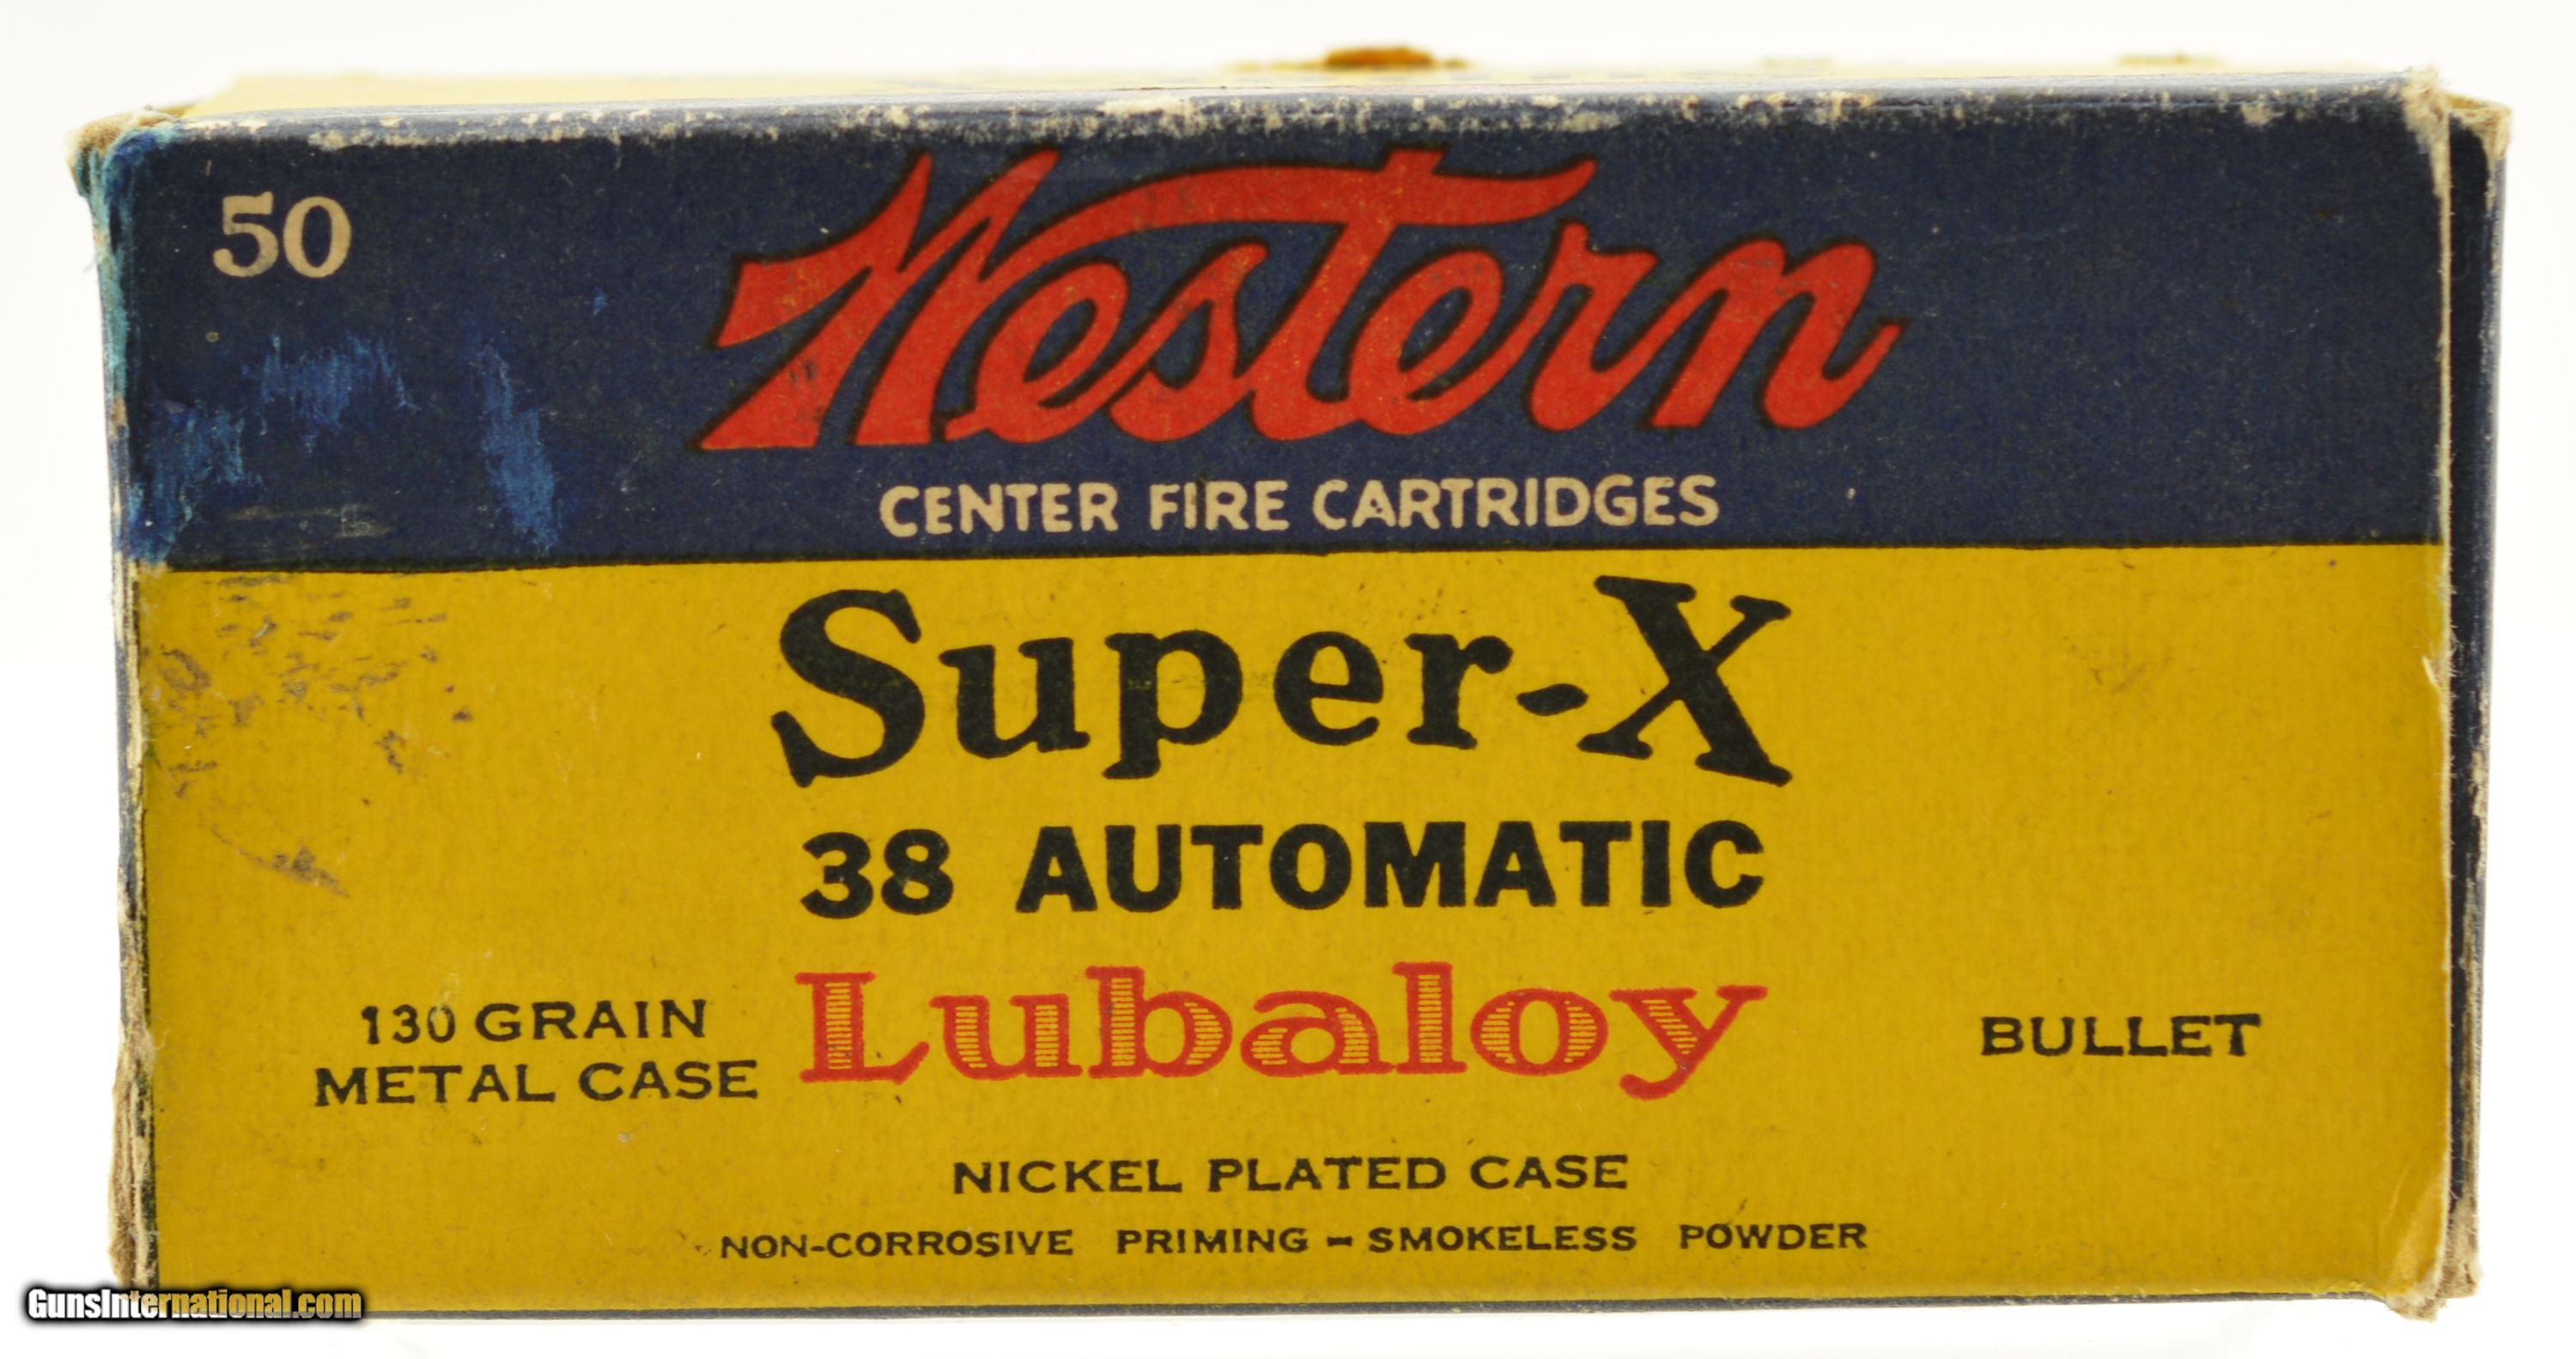 50
Western
CENTER FIRE CARTRIDGES
Super-X
38 AUTOMATIC
130 GRAIN
METAL CASE
Lubaloy
BULLET
NICKEL PLATED CASE
NON-CORROSIVE PRIMING - SMOKELESS POWDER
GunsInternational.com